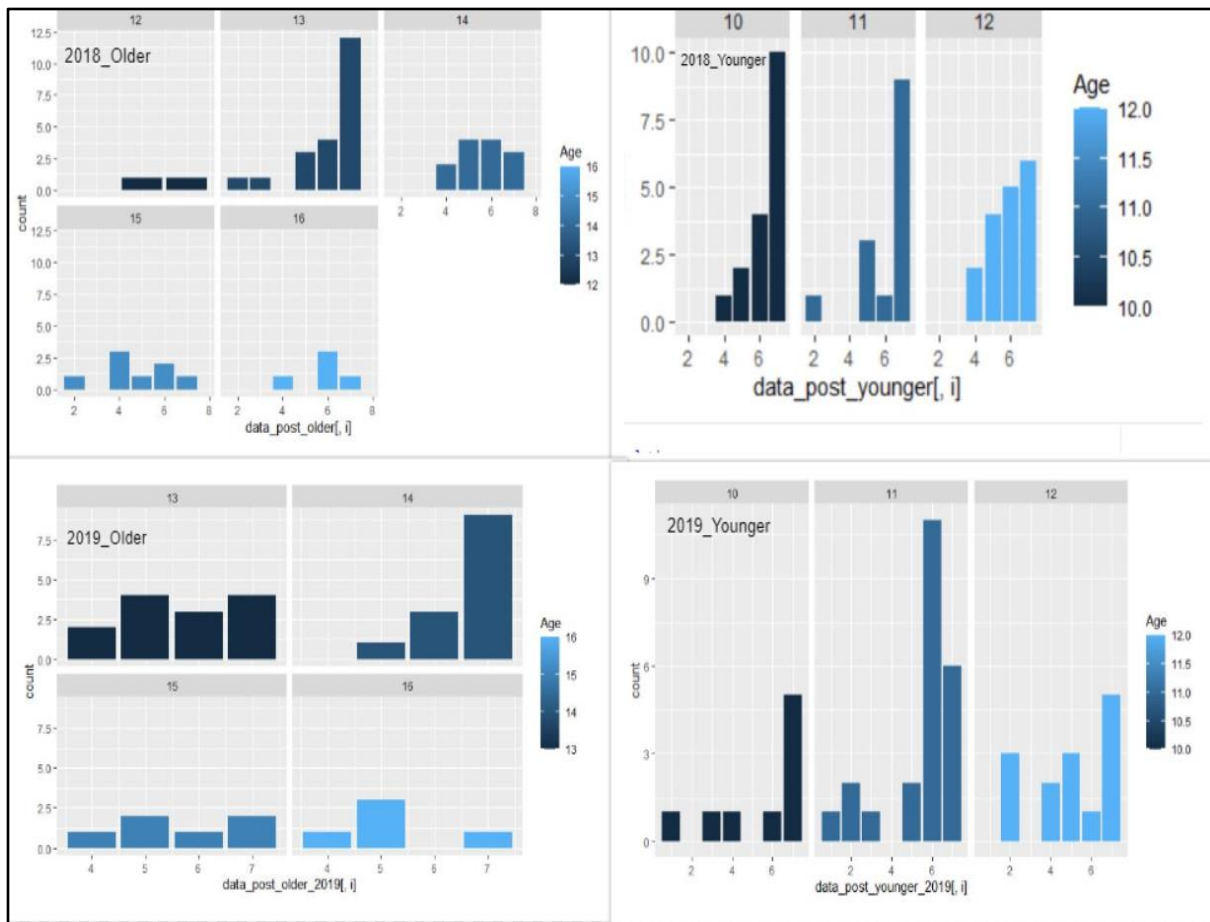 12 13 14
12.5
10.0
7.5
5.0
2.5
0.0
2018_Older
2 4 6 8
15 16
12.5
10.0
7.5
5.0
2.5
0.0
count
2 4 6 8 2 4 6 8
data_post_older[, i]
Age
16
15
14
13
12
10 11 12
10.0
7.5
5.0
2.5
0.0
2018_Younger
2 4 6 2 4 6 2 4 6
data_post_younger[, i]
Age
12.0
11.5
11.0
10.5
10.0
13 14
7.5
5.0
2.5
0.0
2019_Older
15 16
7.5
5.0
2.5
0.0
count
4 5 6 7 4 5 6 7
data_post_older_2019[, i]
Age
16
15
14
13
10 11 12
9
6
3
0
count
2019_Younger
2 4 6 2 4 6 2 4 6
data_post_younger_2019[, i]
Age
12.0
11.5
11.0
10.5
10.0